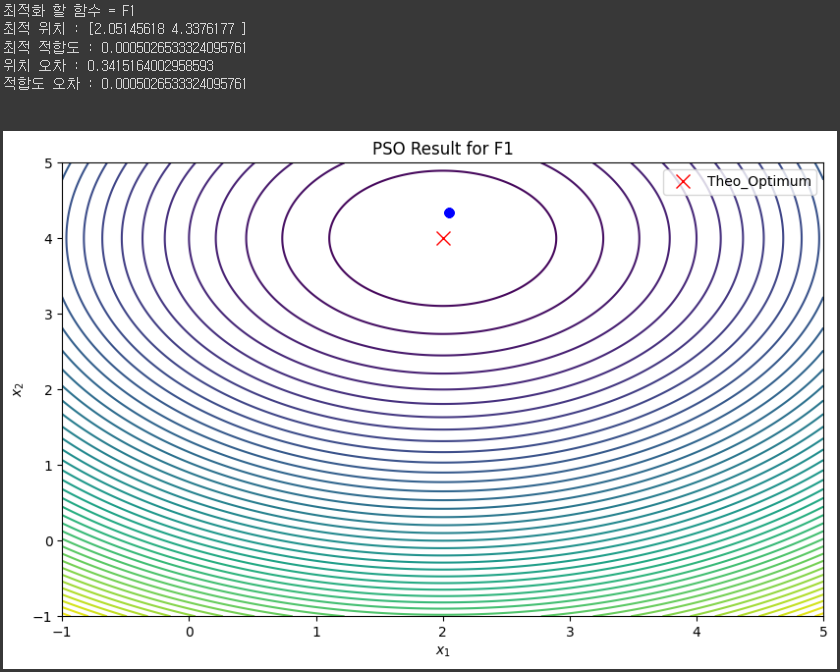 최적화 할 함수 = F1
최적 위치 : [2.05145618 4.3376177 ]
최적 적합도 : 0.0005026533324095761
위치 오차 : 0.3415164002958593
적합도 오차 : 0.0005026533324095761
PSO Result for F1
Theo_Optimum
5
4
3
2
1
0
−1
x₂
−1
0
1
2
3
4
5
x₁